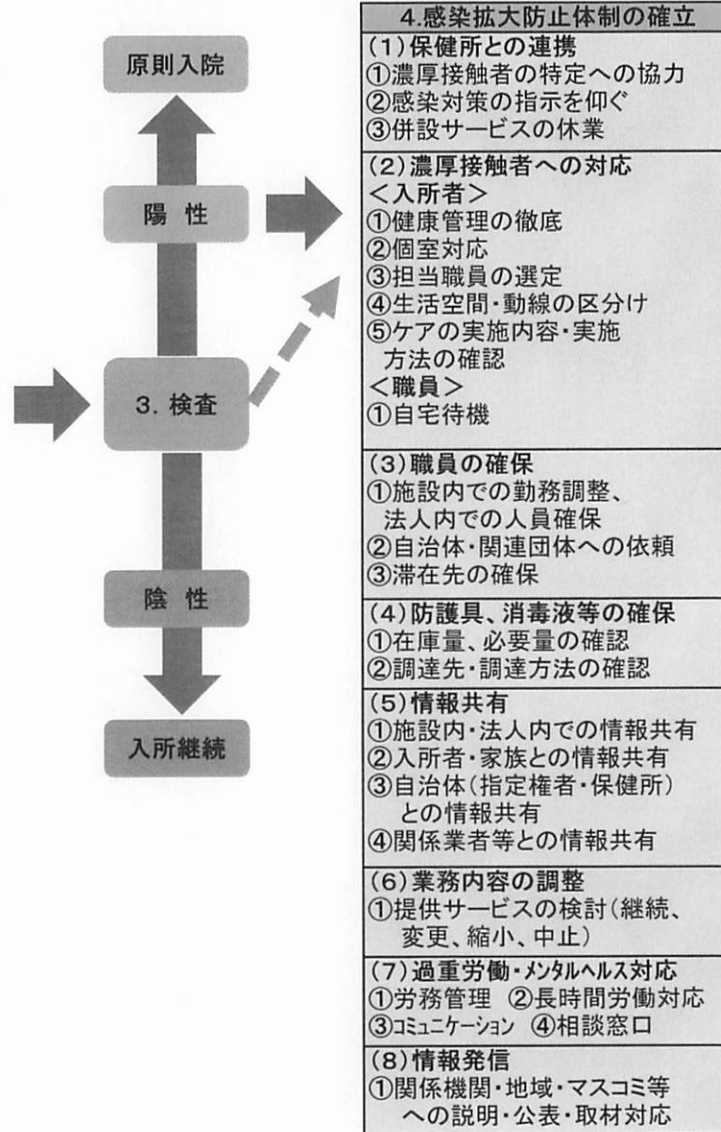 原則入院
陽 性
3. 検査
陰 性
入所継続
4.感染拡大防止体制の確立
(1)保健所との連携
①濃厚接触者の特定への協力
②感染対策の指示を仰ぐ
③併設サービスの休業
(2)濃厚接触者への対応
＜入所者＞
①健康管理の徹底
②個室対応
③担当職員の選定
④生活空間・動線の区分け
⑤ケアの実施内容・実施
方法の確認
＜職員＞
①自宅待機
(3)職員の確保
①施設内での勤務調整、
法人内での人員確保
②自治体・関連団体への依頼
③滞在先の確保
(4)防護具、消毒液等の確保
①在庫量、必要量の確認
②調達先・調達方法の確認
(5)情報共有
①施設内・法人内での情報共有
②入所者・家族との情報共有
③自治体(指定権者・保健所)
との情報共有
④関係業者等との情報共有
(6)業務内容の調整
①提供サービスの検討(継続、
変更、縮小、中止)
(7)過重労働・ﾒﾝﾀﾙﾍﾙｽ対応
①労務管理 ②長時間労働対応
③ｺﾐｭﾆｹｰｼｮﾝ ④相談窓口
(8)情報発信
①関係機関・地域・マスコミ等
への説明・公表・取材対応